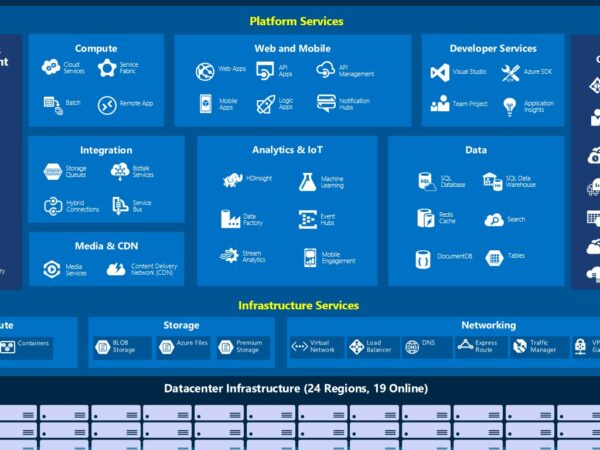 Platform Services
Compute
Cloud
Services
Service
Fabric
Batch
Remote App
Web and Mobile
Web Apps
API
Apps
API
Management
Mobile
Apps
Logic
Apps
Notification
Hubs
Developer Services
Visual Studio
Azure SDK
Team Project
Application
Insights
Integration
Storage
Queues
Biztalk
Services
Hybrid
Connections
Service
Bus
Analytics & IoT
HDInsight
Machine
Learning
Data
Factory
Event
Hubs
Stream
Analytics
Mobile
Engagement
Data
SQL
Database
SQL Data
Warehouse
Redis
Cache
Search
DocumentDB
Tables
Media & CDN
Media
Services
Content Delivery
Network (CDN)
Infrastructure Services
Containers
Storage
BLOB
Storage
Azure Files
Premium
Storage
Networking
Virtual
Network
Load
Balancer
DNS
Express
Route
Traffic
Manager
Datacenter Infrastructure (24 Regions, 19 Online)